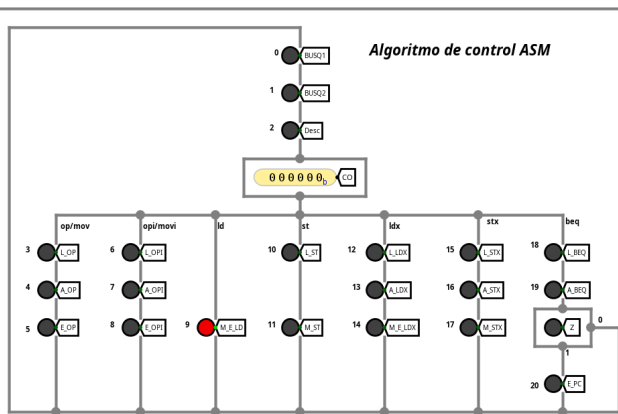 Algoritmo de control ASM
0 BUSQ1
1 BUSQ2
2 Desc
000000b CO
op/mov opi/movi ld st ldx stx beq
3 L_OP 6 L_OPI 10 L_ST 12 L_LDX 15 L_STX 18 L_BEQ
4 A_OP 7 A_OPI 13 A_LDX 16 A_STX 19 A_BEQ
5 E_OP 8 E_OPI 9 M_E_LD 11 M_ST 14 M_E_LDX 17 M_STX Z 0
1
20 E_PC